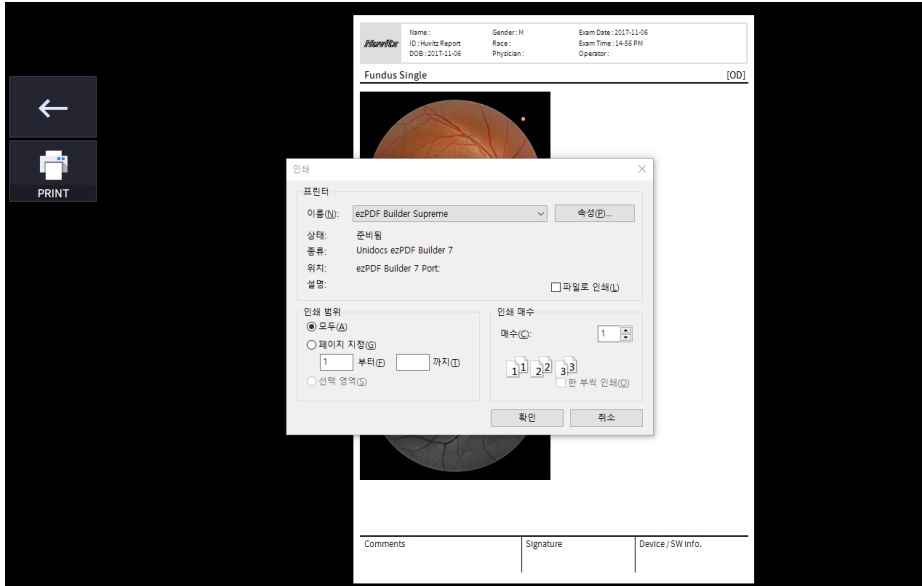 Huvitz
Name :
ID : Huvitz Report
DOB : 2017-11-06
Gender : M
Race :
Physician :
Exam Date : 2017-11-06
Exam Time : 14-56 PM
Operator :
Fundus Single [OD]
PRINT
인쇄
프린터
이름(N): ezPDF Builder Supreme 속성(P)...
상태: 준비됨
종류: Unidocs ezPDF Builder 7
위치: ezPDF Builder 7 Port:
설명: 파일로 인쇄(L)
인쇄 범위
모두(A)
페이지 지정(G)
1 부터(F) 까지(T)
선택 영역(S)
인쇄 매수
매수(C): 1
1 1 2 2 3 3
한 부씩 인쇄(O)
확인 취소
Comments Signature Device / SW Info.